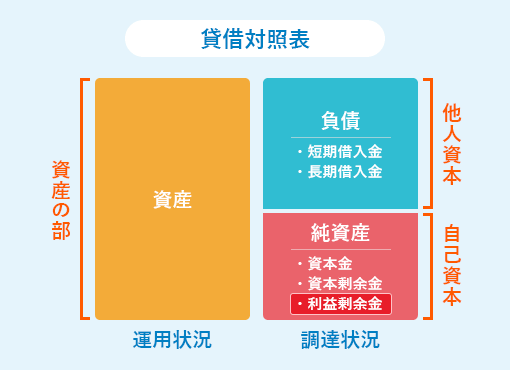 貸借対照表
資産の部
資産
負債
・短期借入金
・長期借入金
他人資本
純資産
・資本金
・資本剰余金
・利益剰余金
自己資本
運用状況
調達状況